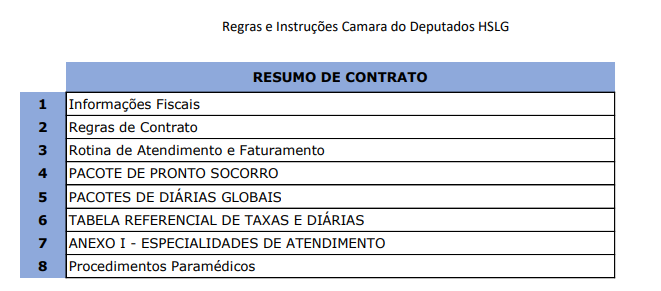 Regras e Instruções Camara do Deputados HSLG
RESUMO DE CONTRATO
1 Informações Fiscais
2 Regras de Contrato
3 Rotina de Atendimento e Faturamento
4 PACOTE DE PRONTO SOCORRO
5 PACOTES DE DIÁRIAS GLOBAIS
6 TABELA REFERENCIAL DE TAXAS E DIÁRIAS
7 ANEXO I - ESPECIALIDADES DE ATENDIMENTO
8 Procedimentos Paramédicos